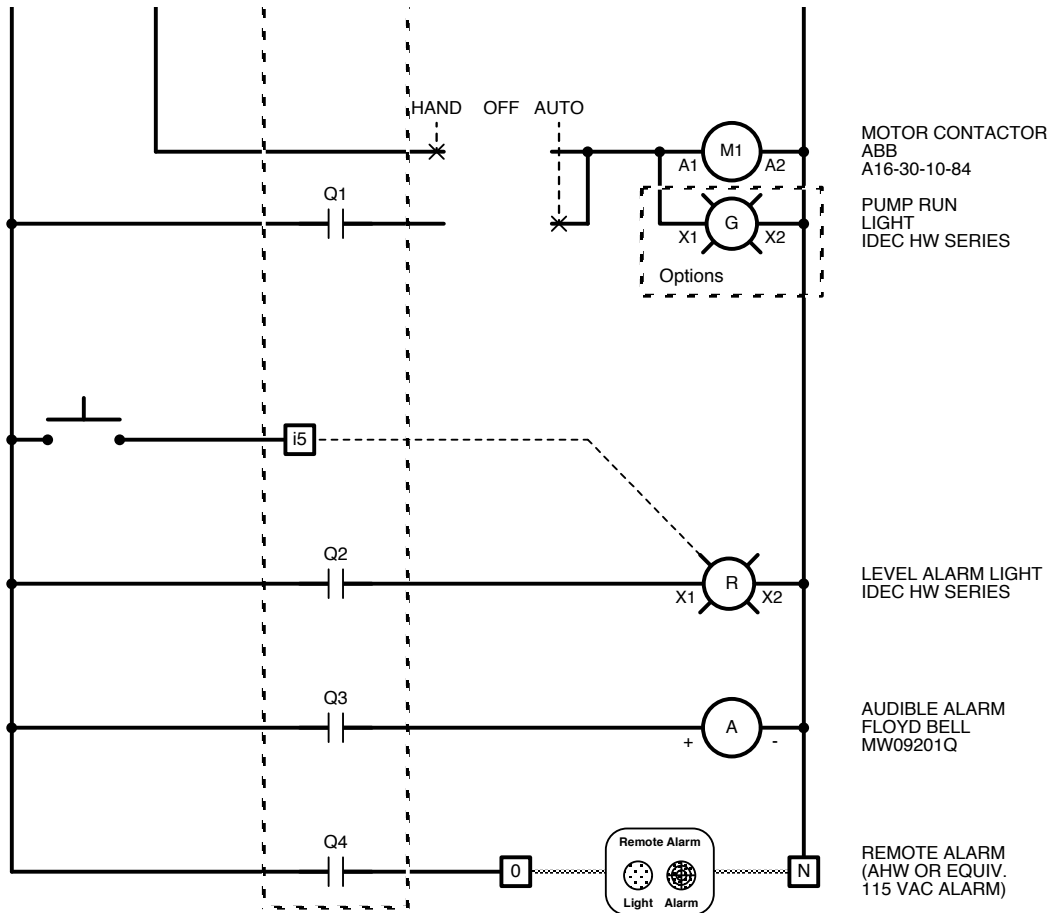 HAND OFF AUTO
M1
A1 A2
MOTOR CONTACTOR
ABB
A16-30-10-84
Q1
G
X1 X2
Options
PUMP RUN
LIGHT
IDEC HW SERIES
i5
Q2
R
X1 X2
LEVEL ALARM LIGHT
IDEC HW SERIES
Q3
A
+ -
AUDIBLE ALARM
FLOYD BELL
MW09201Q
Q4
0
Remote Alarm
Light Alarm
N
REMOTE ALARM
(AHW OR EQUIV.
115 VAC ALARM)